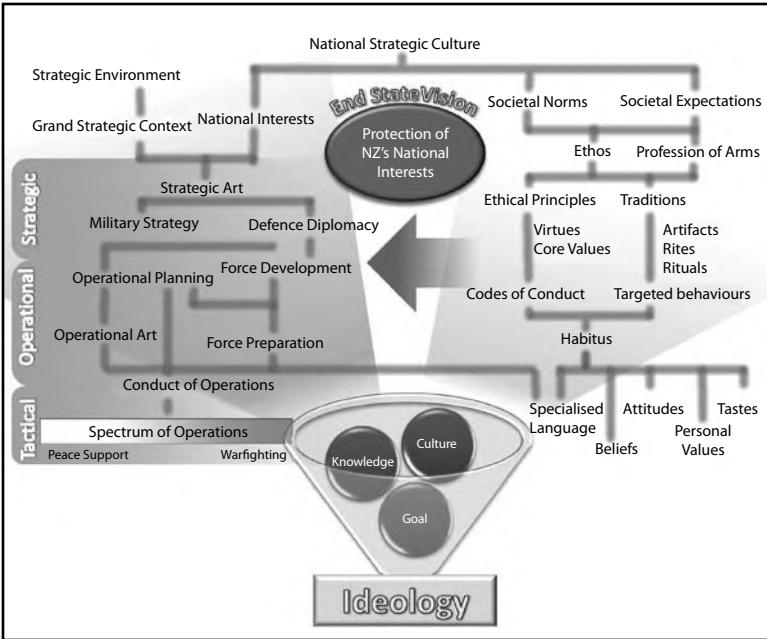 National Strategic Culture
Strategic Environment
Grand Strategic Context
National Interests
End State Vision
Protection of
NZ's National
Interests
Societal Norms
Societal Expectations
Ethos
Profession of Arms
Strategic
Strategic Art
Military Strategy
Defence Diplomacy
Ethical Principles
Traditions
Virtues
Core Values
Artifacts
Rites
Rituals
Operational
Operational Planning
Force Development
Codes of Conduct
Targeted behaviours
Operational Art
Force Preparation
Habitus
Conduct of Operations
Tactical
Spectrum of Operations
Peace Support
Warfighting
Specialised
Language
Attitudes
Tastes
Beliefs
Personal
Values
Knowledge
Culture
Goal
Ideology